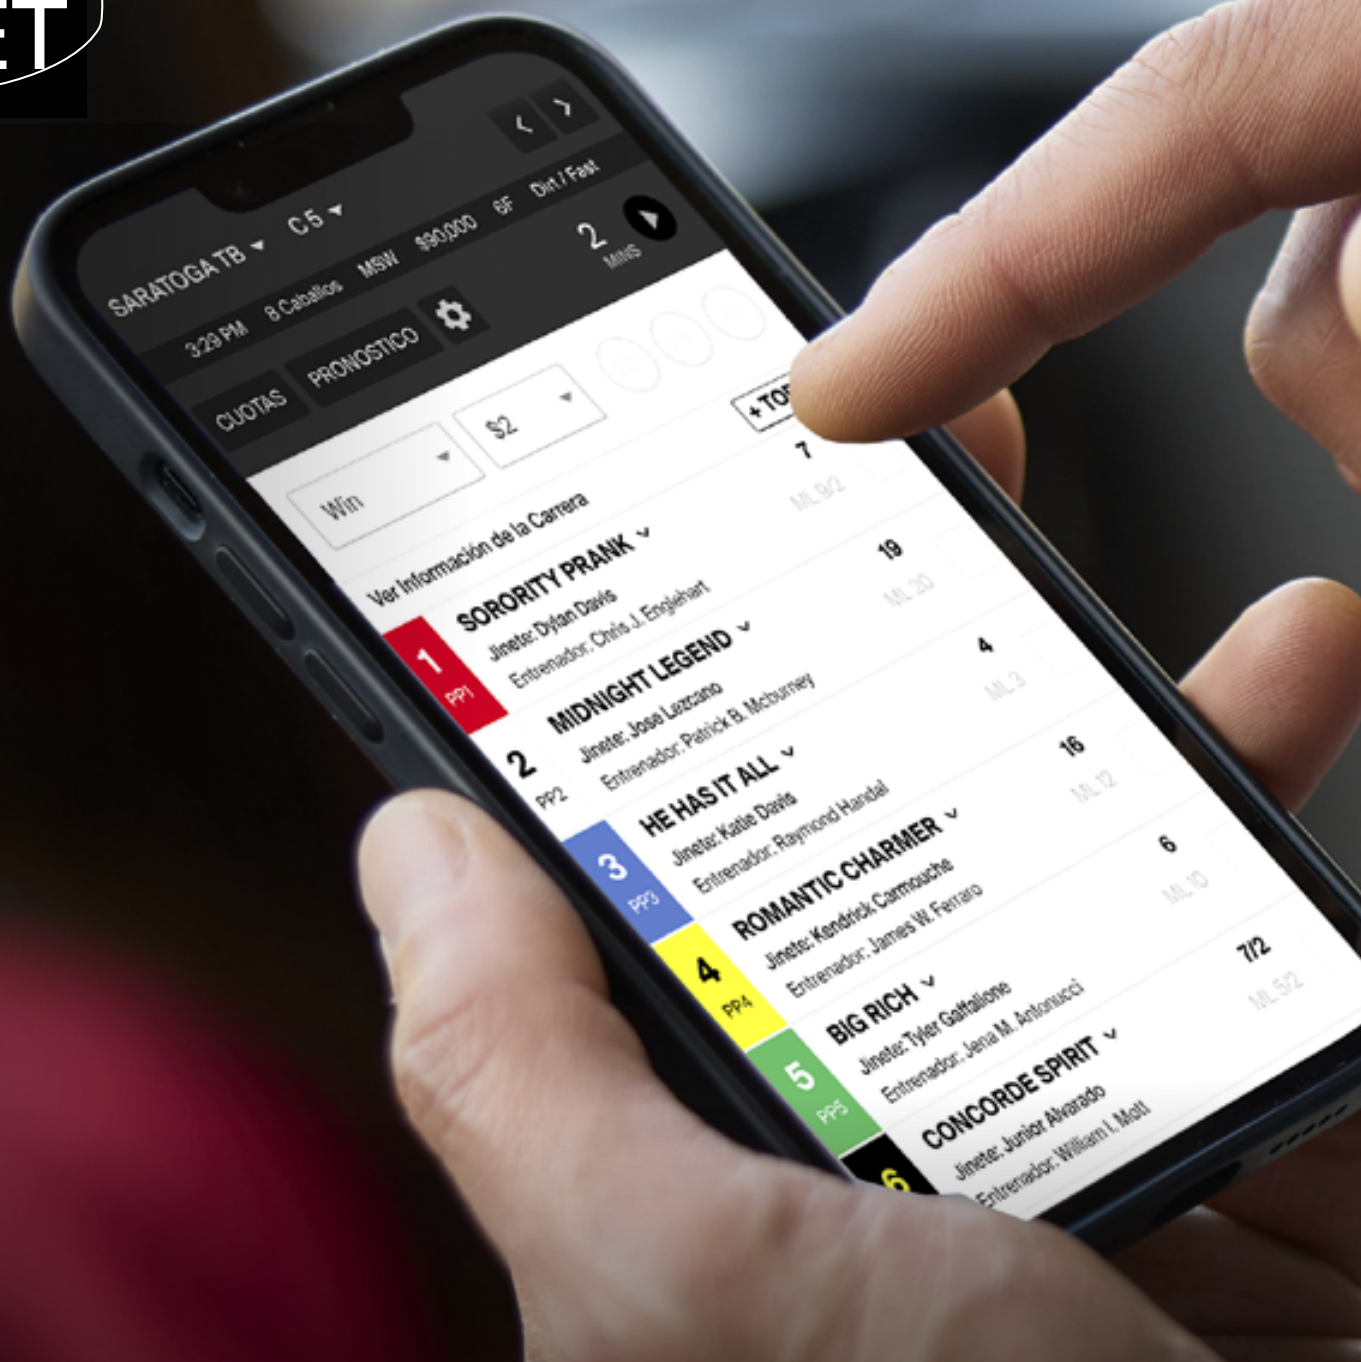 ET
SARATOGA TB C 5
3:29 PM 8 Caballos MSW $90,000 6F Dirt / Fast
CUOTAS PRONOSTICO 2 MINS
Win $2
Ver Información de la Carrera
1 PP1 SORORITY PRANK 7
Jinete: Dylan Davis ML 9/2
Entrenador: Chris J. Englehart
2 PP2 MIDNIGHT LEGEND 19
Jinete: Jose Lezcano ML 20
Entrenador: Patrick B. Mcburney
3 PP3 HE HAS IT ALL 4
Jinete: Katie Davis ML 3
Entrenador: Raymond Handal
4 PP4 ROMANTIC CHARMER 16
Jinete: Kendrick Carmouche ML 12
Entrenador: James W. Ferraro
5 PP5 BIG RICH 6
Jinete: Tyler Gaffalione ML 10
Entrenador: Jena M. Antonucci
6 CONCORDE SPIRIT 7/2
Jinete: Junior Alvarado ML 5/2
Entrenador: William I. Mott